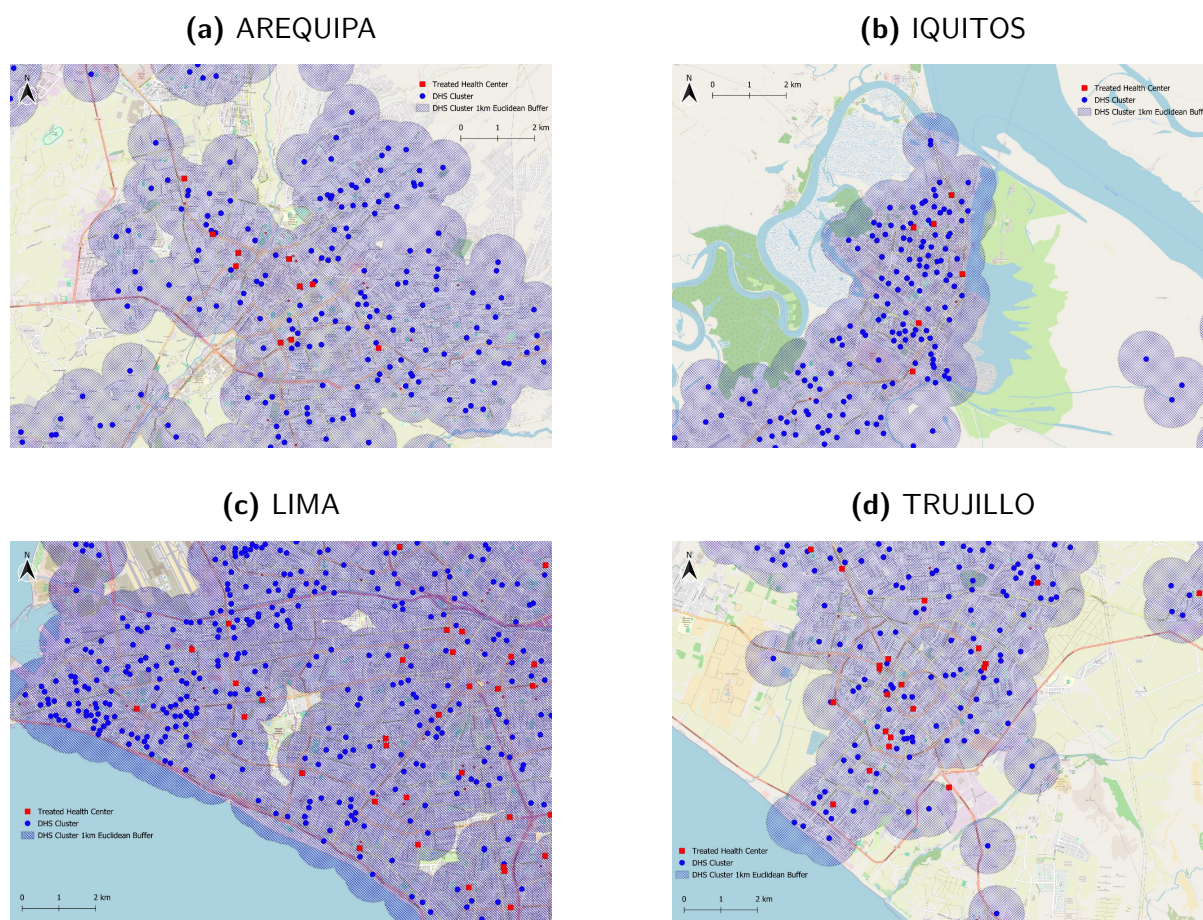 (a) AREQUIPA
N
Treated Health Center
DHS Cluster
DHS Cluster 1km Euclidean Buffer
0 1 2 km
(b) IQUITOS
N
0 1 2 km
Treated Health Center
DHS Cluster
DHS Cluster 1km Euclidean Buffe
(c) LIMA
N
Treated Health Center
DHS Cluster
DHS Cluster 1km Euclidean Buffer
0 1 2 km
(d) TRUJILLO
N
Treated Health Center
DHS Cluster
DHS Cluster 1km Euclidean Buffer
0 1 2 km